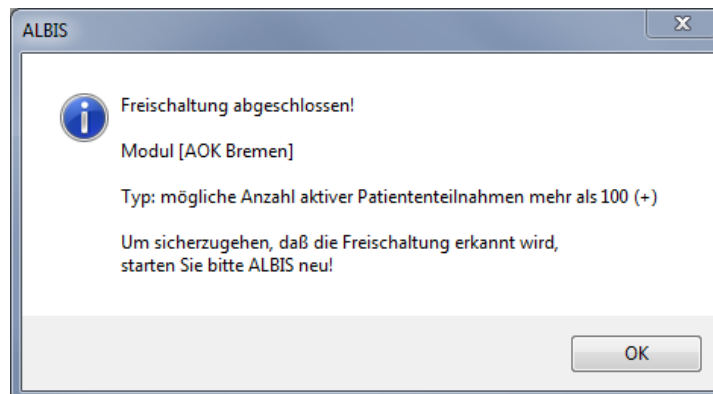 ALBIS
Freischaltung abgeschlossen!
Modul [AOK Bremen]
Typ: mögliche Anzahl aktiver Patiententeilnahmen mehr als 100 (+)
Um sicherzugehen, daß die Freischaltung erkannt wird,
starten Sie bitte ALBIS neu!
OK